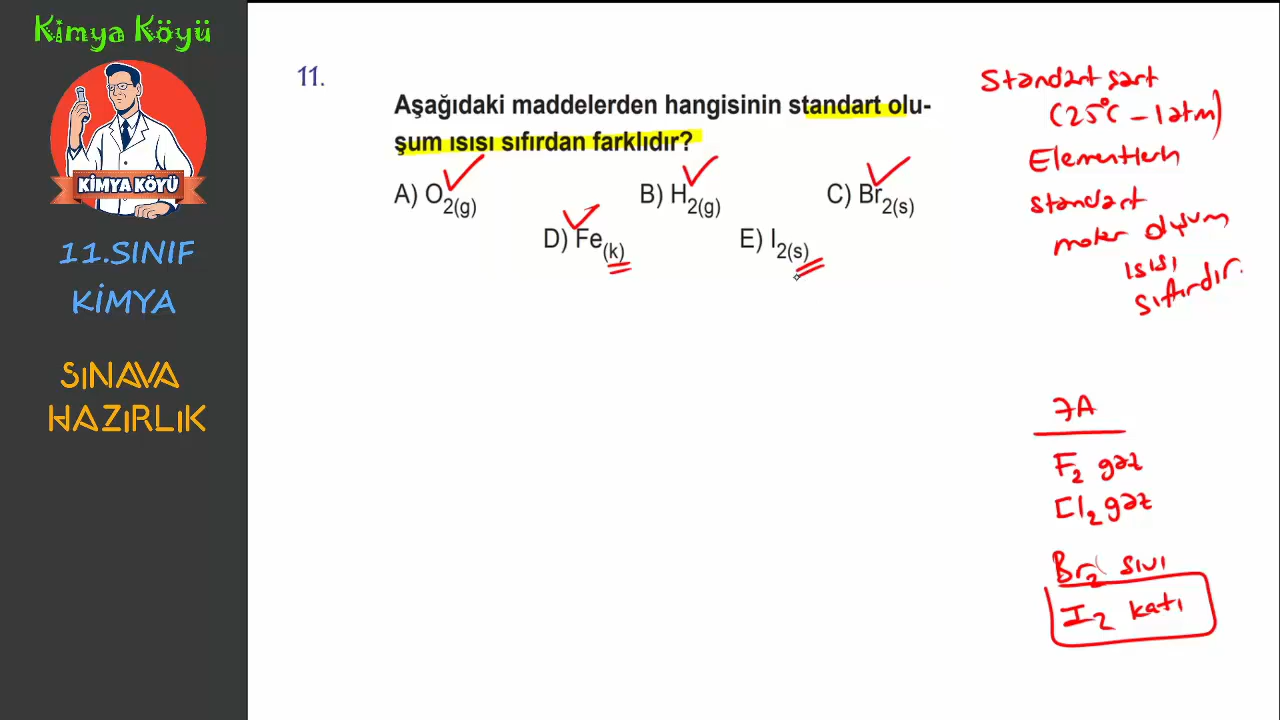 Kimya Köyü
KİMYA KÖYÜ
11.SINIF
KİMYA
SINAVA
HAZIRLIK
11.
Aşağıdaki maddelerden hangisinin standart olu-
şum ısısı sıfırdan farklıdır?
A) O2(g) B) H2(g) C) Br2(s)
D) Fe(k) E) I2(s)
Standart şart
(25°C - 1 atm)
Elementlerin
standart
molar oluşum
ısısı
sıfırdır.
7A
F2 gaz
Cl2 gaz
Br2 sıvı
I2 katı